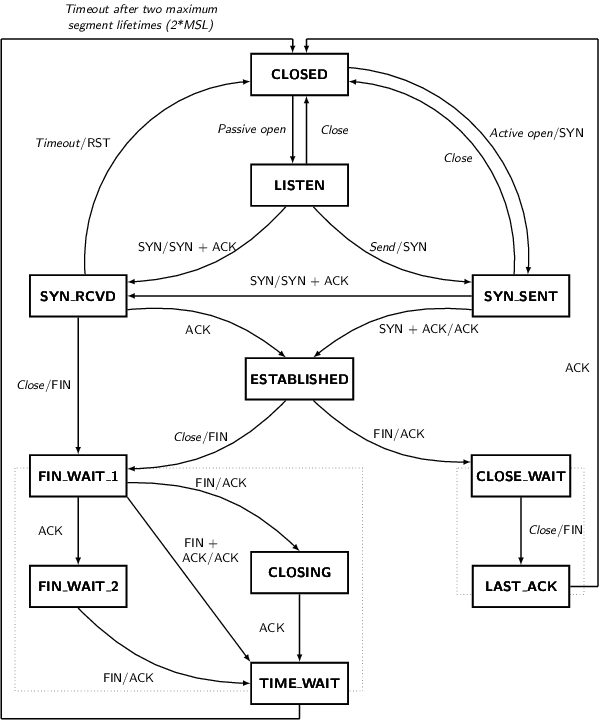 Timeout after two maximum
segment lifetimes (2*MSL)
CLOSED
Passive open
Close
Active open/SYN
Timeout/RST
Close
LISTEN
SYN/SYN + ACK
Send/SYN
SYN/SYN + ACK
SYN_RCVD
SYN_SENT
ACK
SYN + ACK/ACK
ESTABLISHED
ACK
Close/FIN
Close/FIN
FIN/ACK
FIN_WAIT_1
CLOSE_WAIT
FIN/ACK
ACK
FIN +
ACK/ACK
Close/FIN
CLOSING
FIN_WAIT_2
LAST_ACK
ACK
FIN/ACK
TIME_WAIT